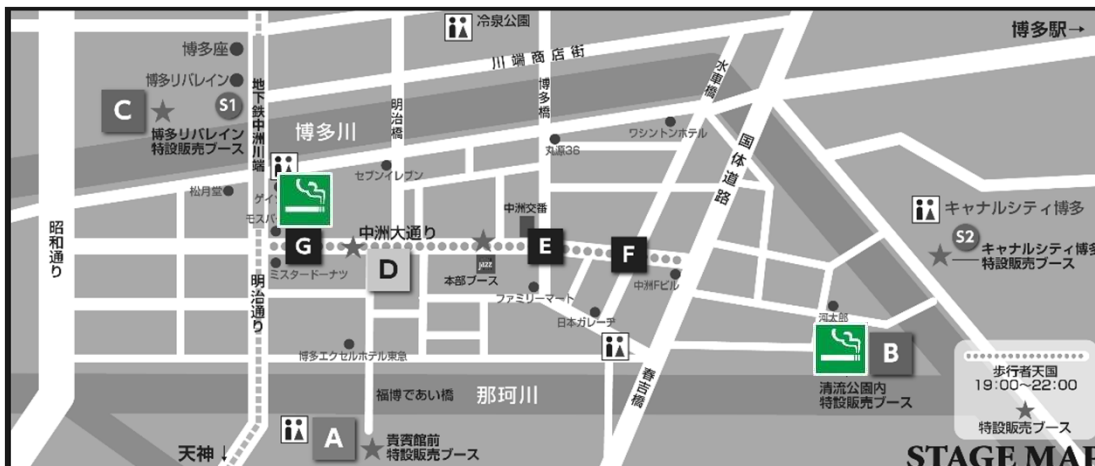 冷泉公園
博多駅→
博多座
川端商店街
博多リバレイン
S1
C
博多リバレイン
特設販売ブース
地下鉄中洲川端
博多川
明治橋
博多橋
水車橋
丸源36
ワシントンホテル
国体道路
セブンイレブン
松月堂
ゲイ
モスバ
中洲交番
キャナルシティ博多
S2
キャナルシティ博多
特設販売ブース
昭和通り
中洲大通り
G
D
E
F
jazz
本部ブース
ミスタードーナツ
中洲Fビル
明治通り
ファミリーマート
日本ガレーヂ
河太郎
博多エクセルホテル東急
B
清流公園内
特設販売ブース
歩行者天国
19:00〜22:00
特設販売ブース
福博であい橋
那珂川
春吉橋
A
貴賓館前
特設販売ブース
天神↓
STAGE MAP